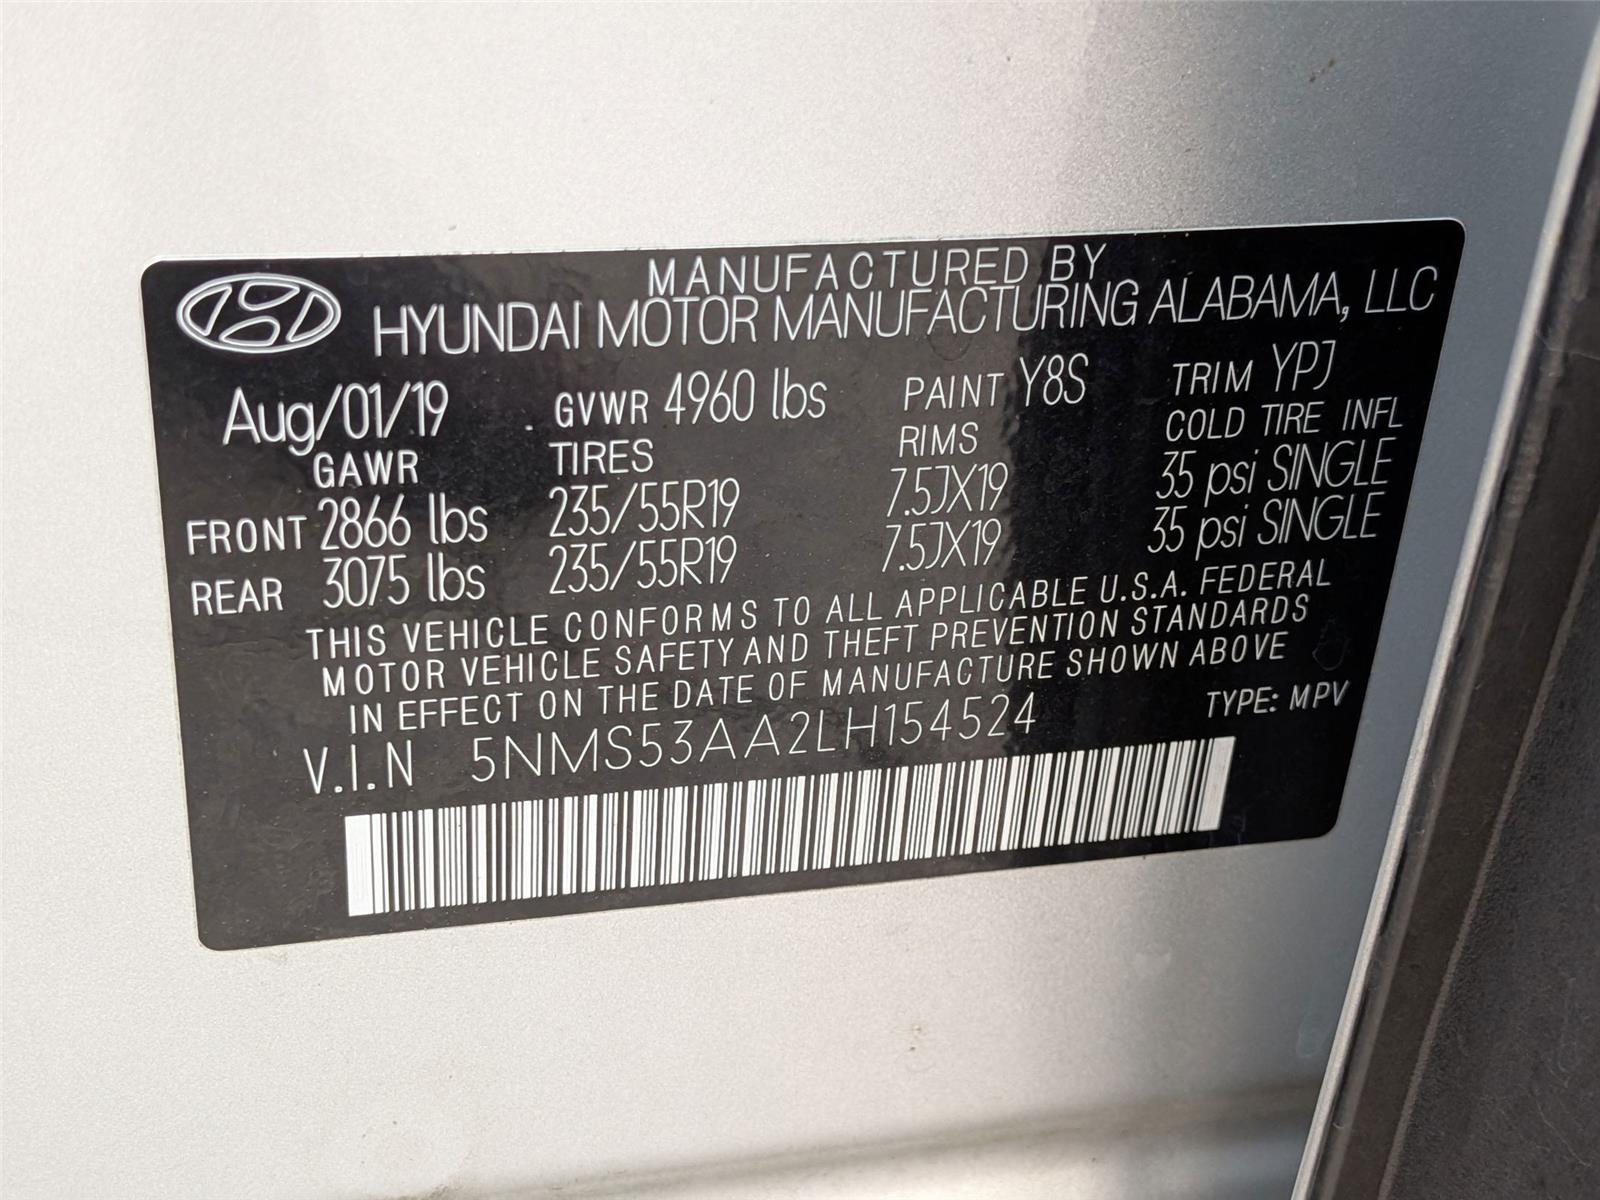 MANUFACTURED BY
HYUNDAI MOTOR MANUFACTURING ALABAMA, LLC
Aug/01/19 GVWR 4960 lbs PAINT Y8S TRIM YPJ
GAWR TIRES RIMS COLD TIRE INFL
FRONT 2866 lbs 235/55R19 7.5JX19 35 psi SINGLE
REAR 3075 lbs 235/55R19 7.5JX19 35 psi SINGLE
THIS VEHICLE CONFORMS TO ALL APPLICABLE U.S.A. FEDERAL
MOTOR VEHICLE SAFETY AND THEFT PREVENTION STANDARDS
IN EFFECT ON THE DATE OF MANUFACTURE SHOWN ABOVE
V.I.N 5NMS53AA2LH154524 TYPE: MPV